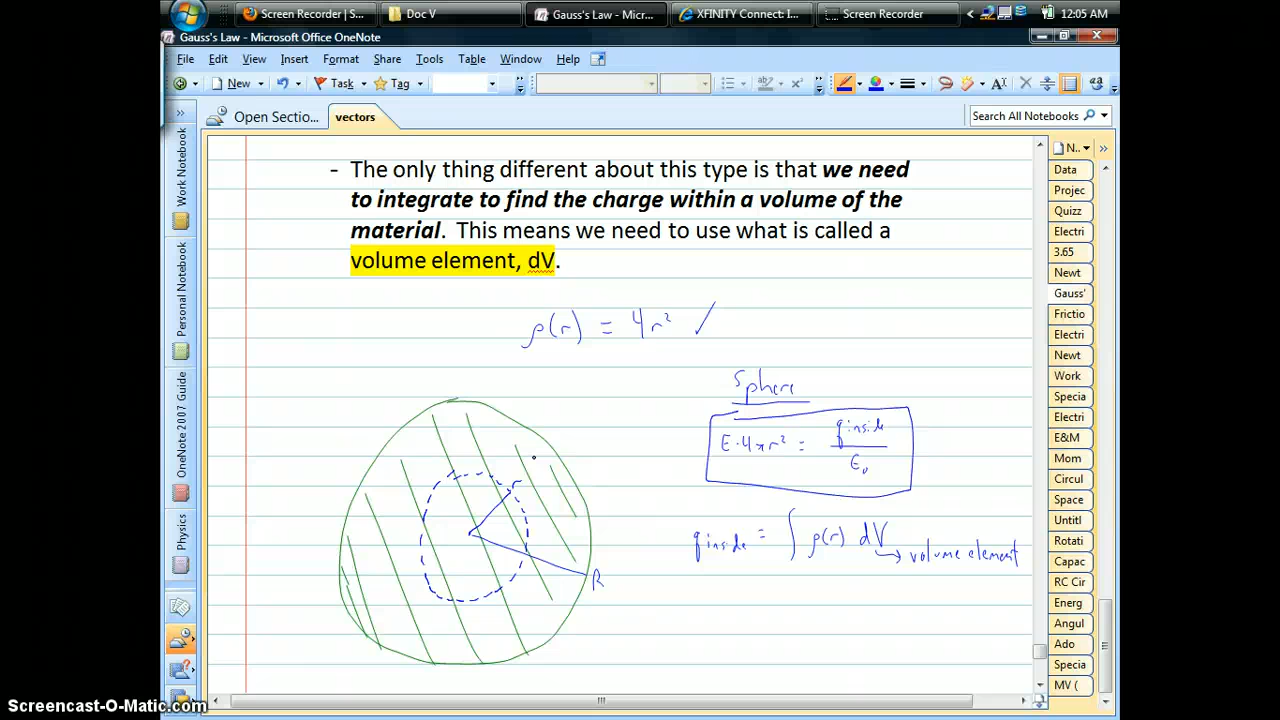 Screen Recorder | S...
Doc V
Gauss's Law - Micr...
XFINITY Connect: I...
Screen Recorder
12:05 AM
Gauss's Law - Microsoft Office OneNote
File Edit View Insert Format Share Tools Table Window Help
New Task Tag
Open Sectio...
vectors
Search All Notebooks
Work Notebook
Personal Notebook
OneNote 2007 Guide
Physics
- The only thing different about this type is that we need
to integrate to find the charge within a volume of the
material. This means we need to use what is called a
volume element, dV.
ρ(r) = 4r² ✓
Sphere
E·4πr² = q inside / ε₀
q inside = ∫ ρ(r) dV
→ volume element
r
R
N...
Data
Projec
Quizz
Electri
3.65
Newt
Gauss'
Frictio
Electri
Newt
Work
Specia
Electri
E&M
Mom
Circul
Space
Untitl
Rotati
Capac
RC Cir
Energ
Angul
Ado
Specia
MV (
Screencast-O-Matic.com